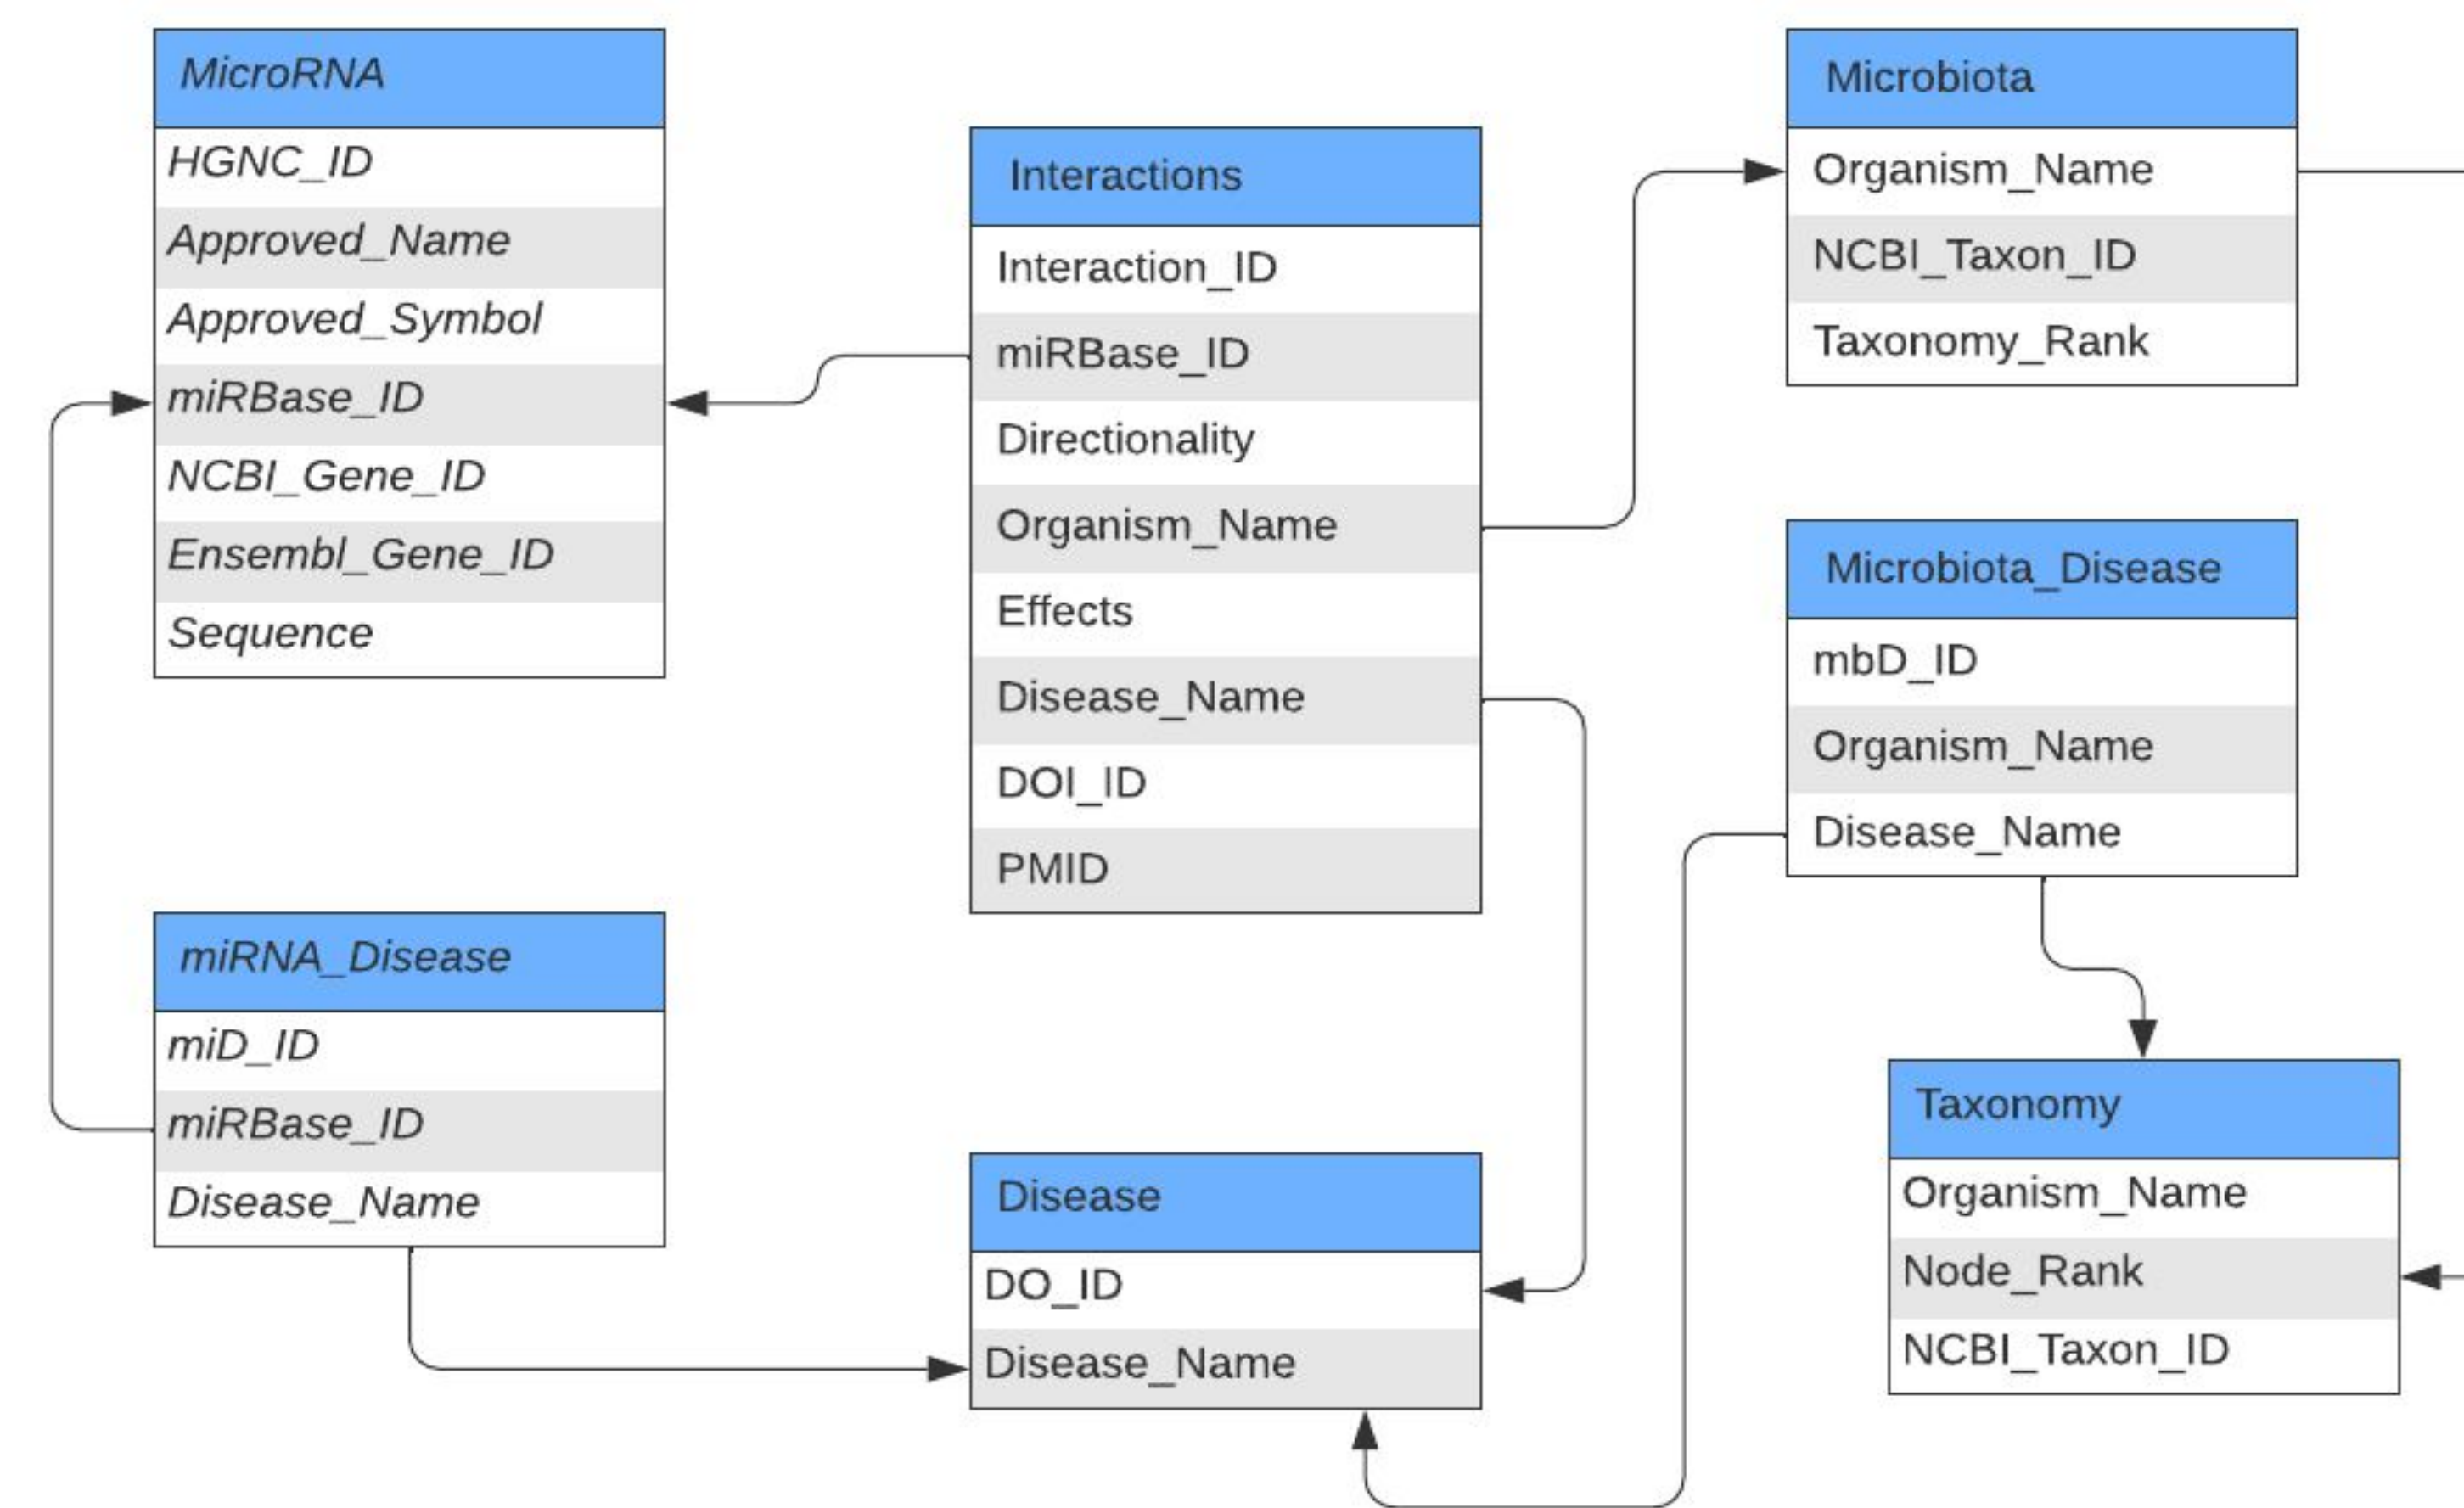 MicroRNA
HGNC_ID
Approved_Name
Approved_Symbol
miRBase_ID
NCBI_Gene_ID
Ensembl_Gene_ID
Sequence
miRNA_Disease
miD_ID
miRBase_ID
Disease_Name
Interactions
Interaction_ID
miRBase_ID
Directionality
Organism_Name
Effects
Disease_Name
DOI_ID
PMID
Disease
DO_ID
Disease_Name
Microbiota
Organism_Name
NCBI_Taxon_ID
Taxonomy_Rank
Microbiota_Disease
mbD_ID
Organism_Name
Disease_Name
Taxonomy
Organism_Name
Node_Rank
NCBI_Taxon_ID